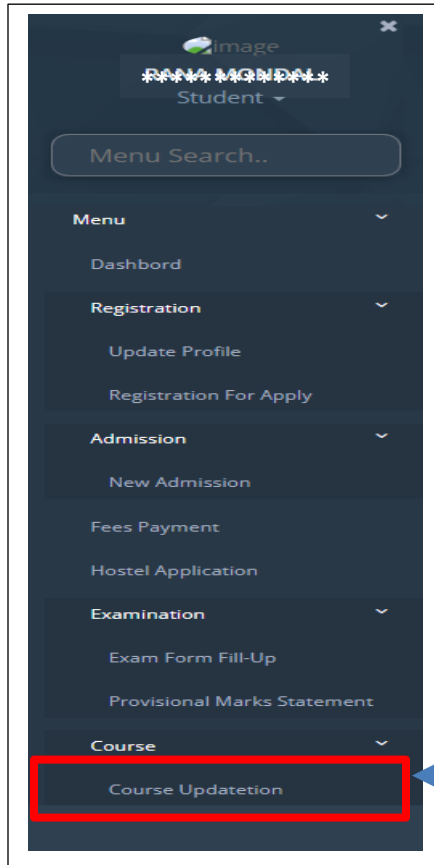 image
Student
Menu Search..
Menu
Dashbord
Registration
Update Profile
Registration For Apply
Admission
New Admission
Fees Payment
Hostel Application
Examination
Exam Form Fill-Up
Provisional Marks Statement
Course
Course Updatetion